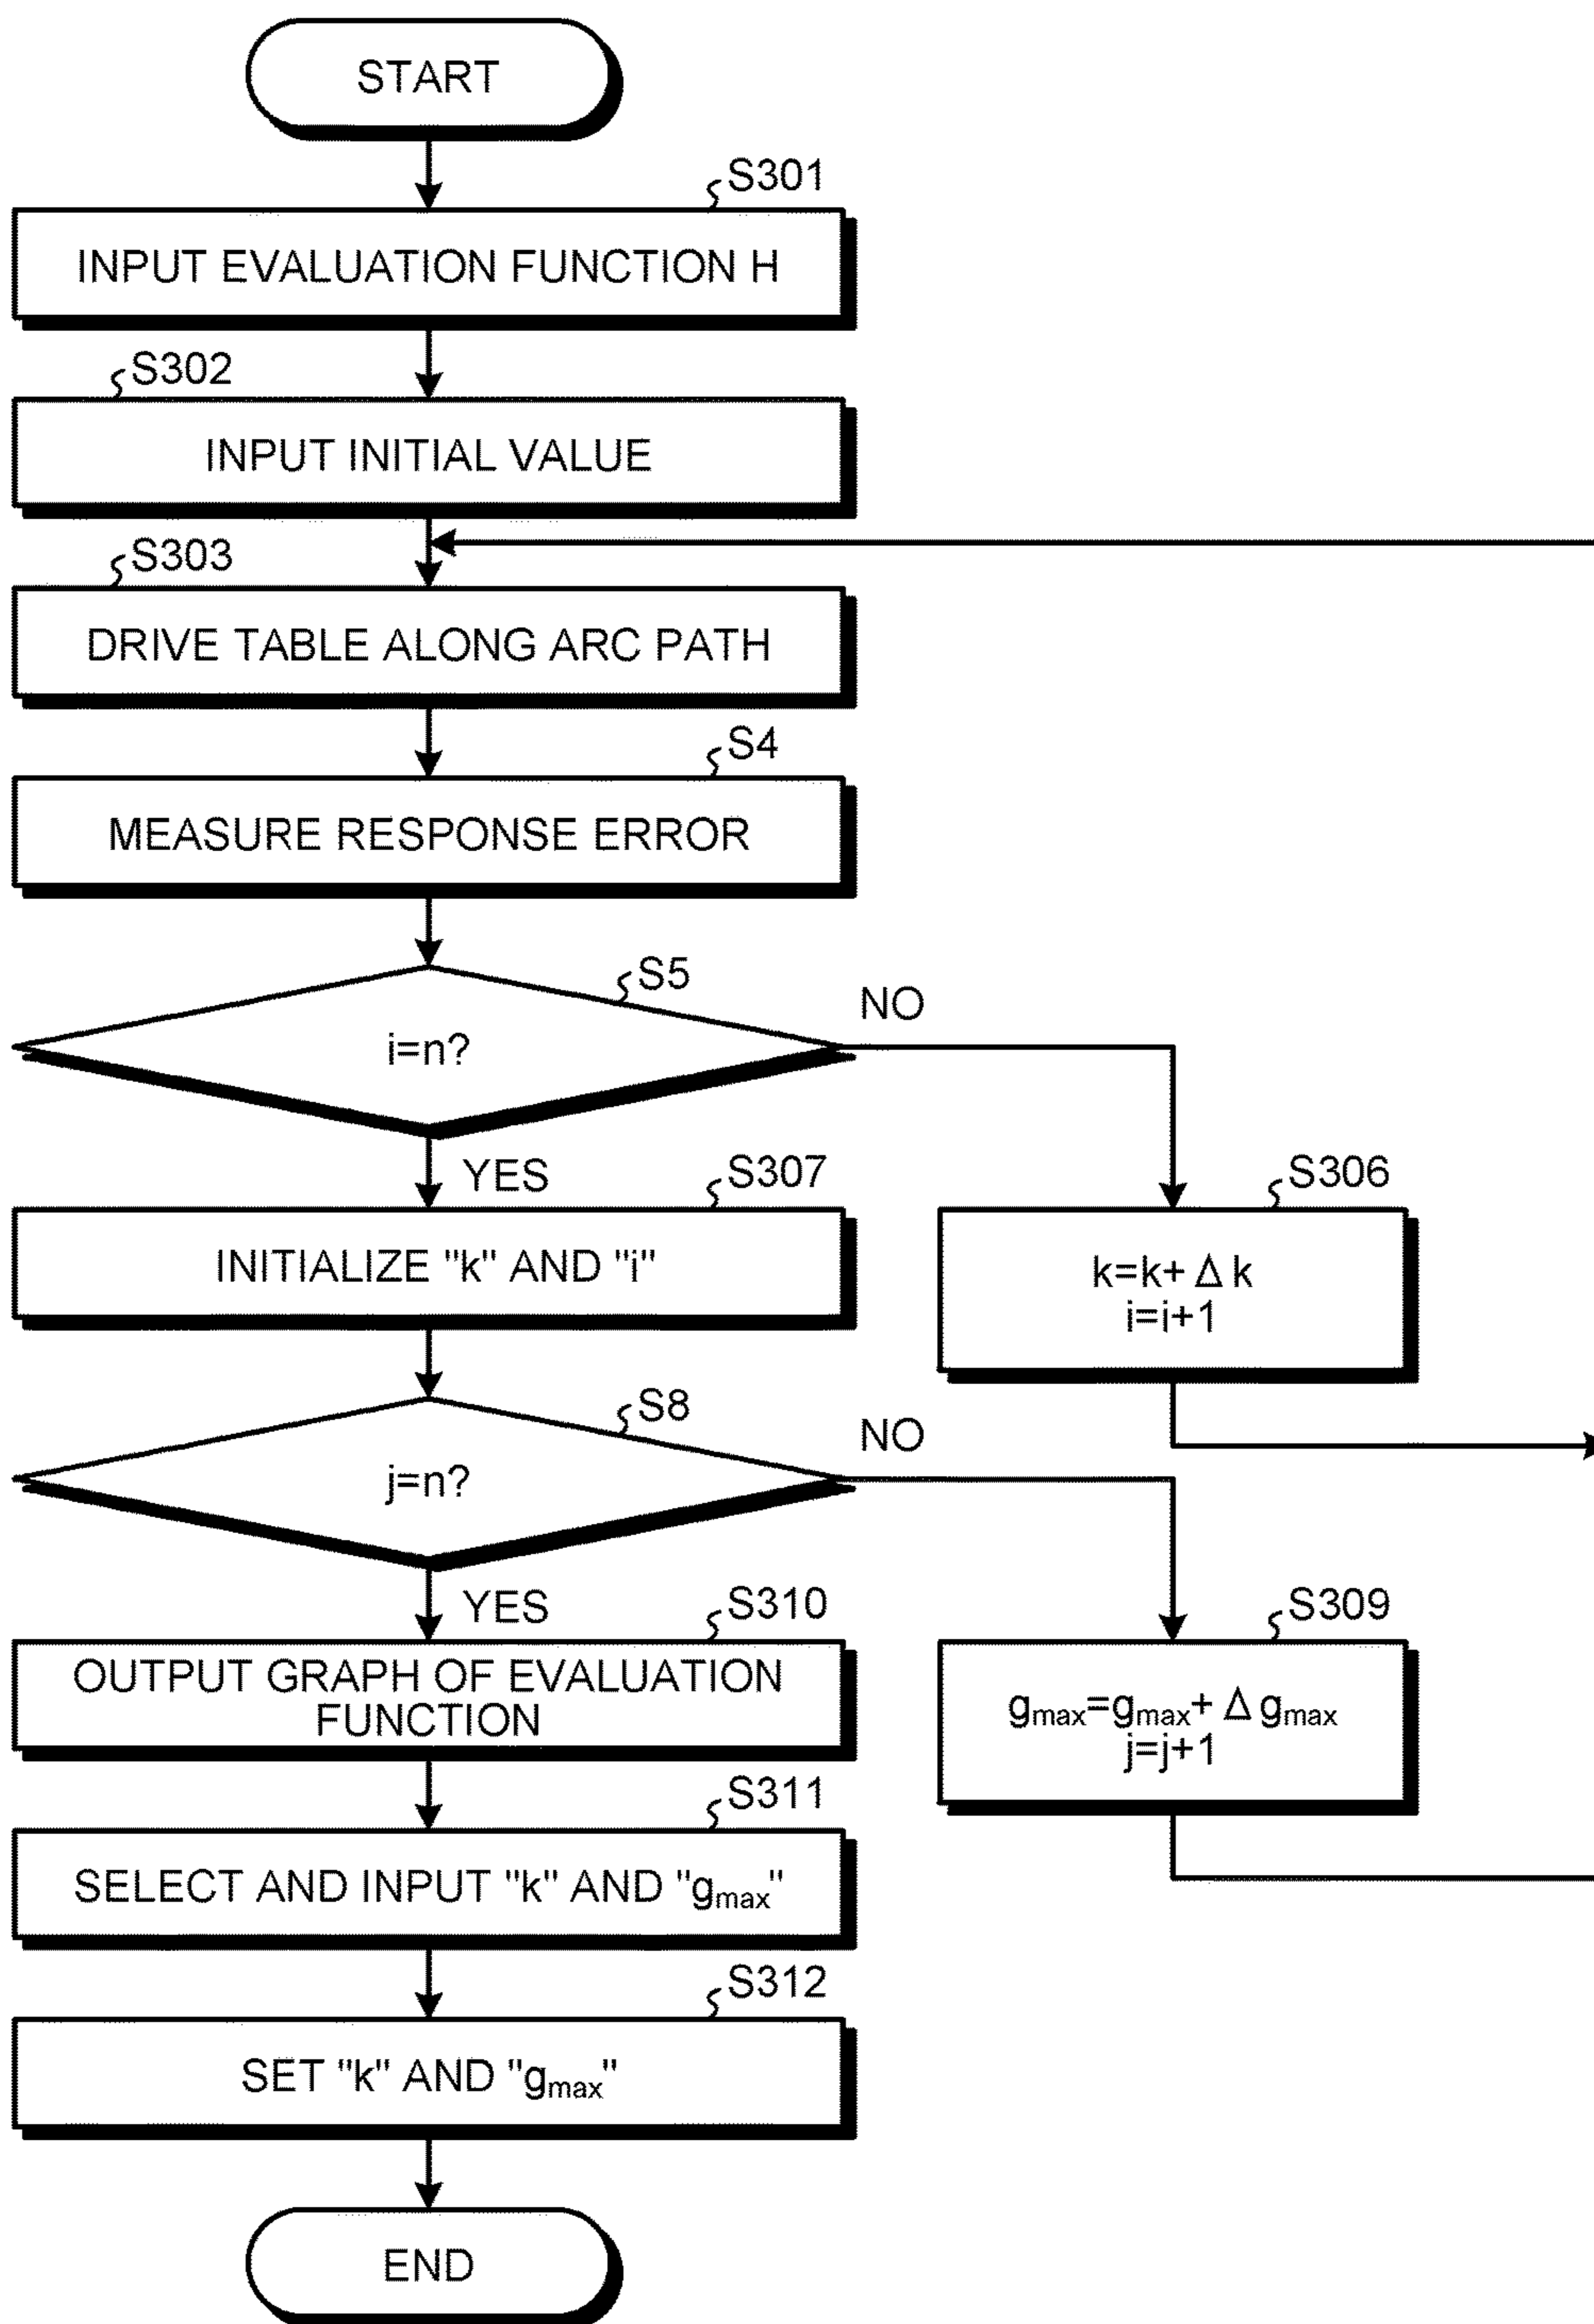 START
S301
INPUT EVALUATION FUNCTION H
S302
INPUT INITIAL VALUE
S303
DRIVE TABLE ALONG ARC PATH
S4
MEASURE RESPONSE ERROR
S5
NO
i=n?
YES
S307
S306
INITIALIZE "k" AND "i"
k=k+ Δ k
i=i+1
S8
NO
j=n?
YES
S310
S309
OUTPUT GRAPH OF EVALUATION
FUNCTION
gmax=gmax+ Δ gmax
j=j+1
S311
SELECT AND INPUT "k" AND "gmax"
S312
SET "k" AND "gmax"
END